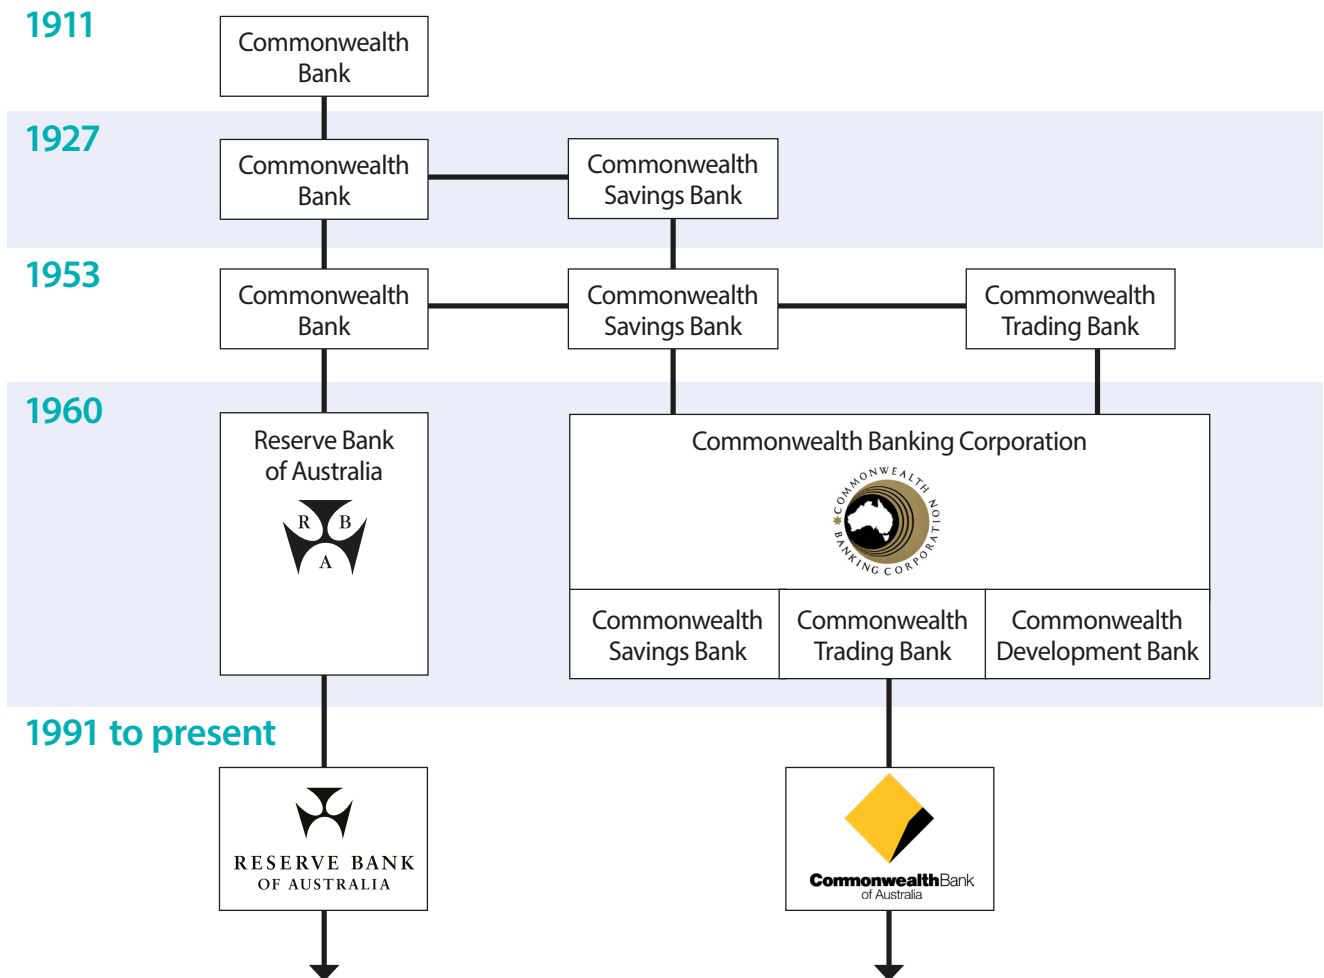 1911
Commonwealth
Bank
1927
Commonwealth
Bank
Commonwealth
Savings Bank
1953
Commonwealth
Bank
Commonwealth
Savings Bank
Commonwealth
Trading Bank
1960
Reserve Bank
of Australia
R B
A
Commonwealth Banking Corporation
COMMONWEALTH
BANKING CORPORATION
Commonwealth
Savings Bank
Commonwealth
Trading Bank
Commonwealth
Development Bank
1991 to present
RESERVE BANK
OF AUSTRALIA
CommonwealthBank
of Australia